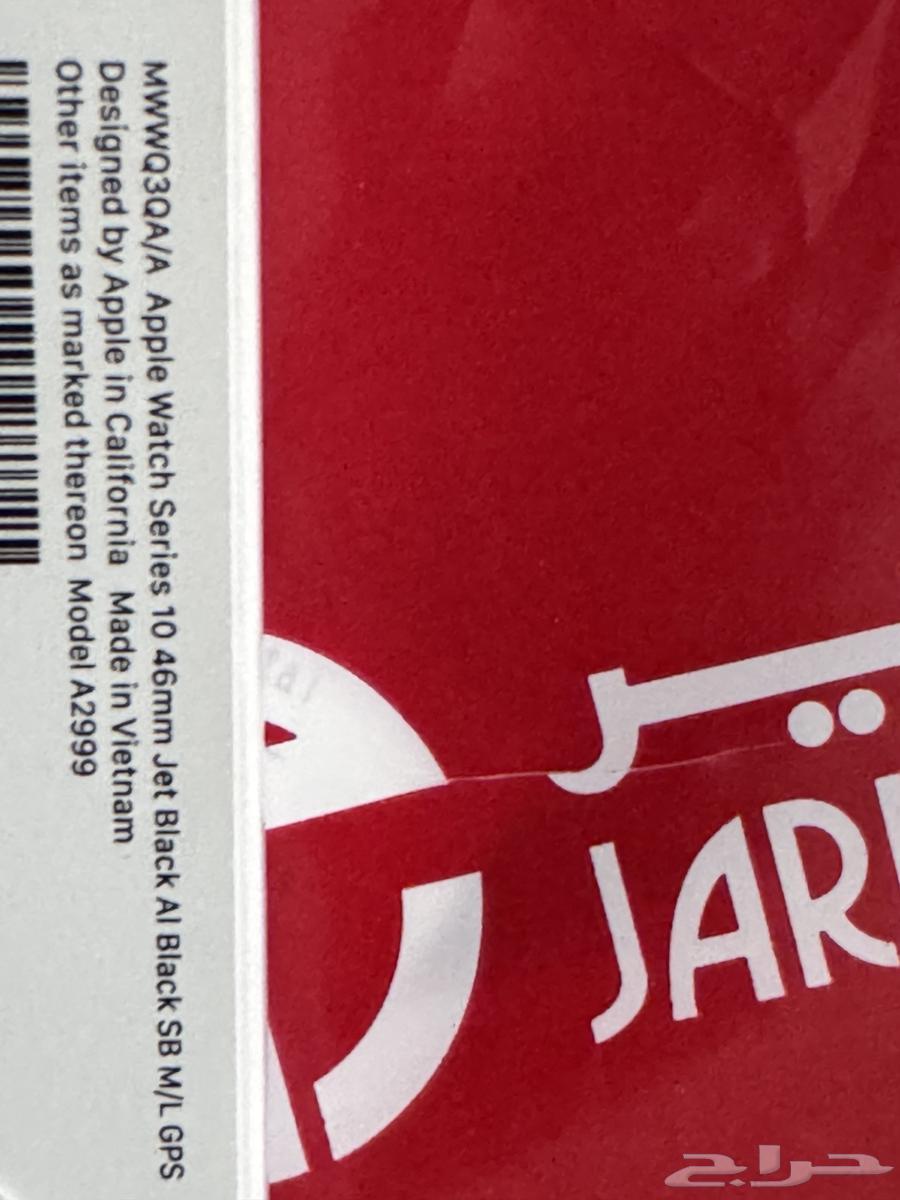 MWWQ3QA/A Apple Watch Series 10 46mm Jet Black Al Black SB M/L GPS
Designed by Apple in California Made in Vietnam
Other items as marked thereon Model A2999
JAR
حراج